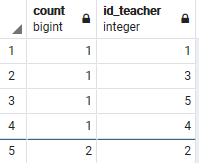 count id_teacher
bigint integer
1 1 1
2 1 3
3 1 5
4 1 4
5 2 2